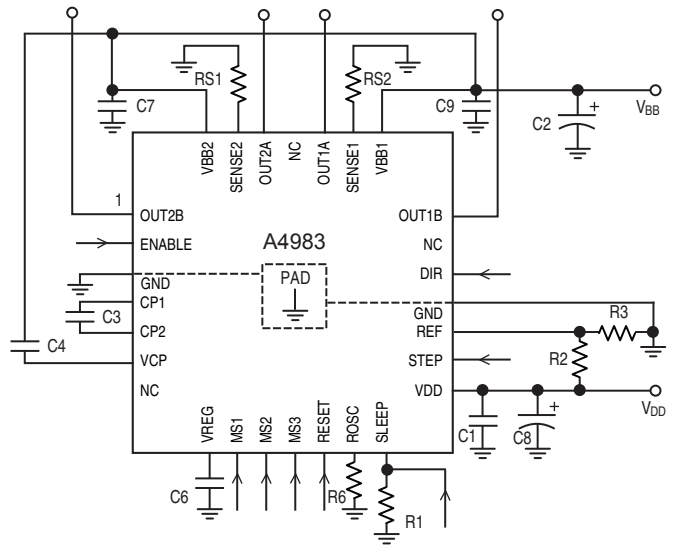 RS1
RS2
C7
C9
C2
+
VBB
VBB2
SENSE2
OUT2A
NC
OUT1A
SENSE1
VBB1
1
OUT2B
OUT1B
ENABLE
A4983
NC
PAD
DIR
GND
GND
CP1
R3
C3
REF
CP2
C4
R2
VCP
STEP
NC
VDD
VDD
VREG
MS1
MS2
MS3
RESET
ROSC
SLEEP
C1
C8
+
C6
R6
R1